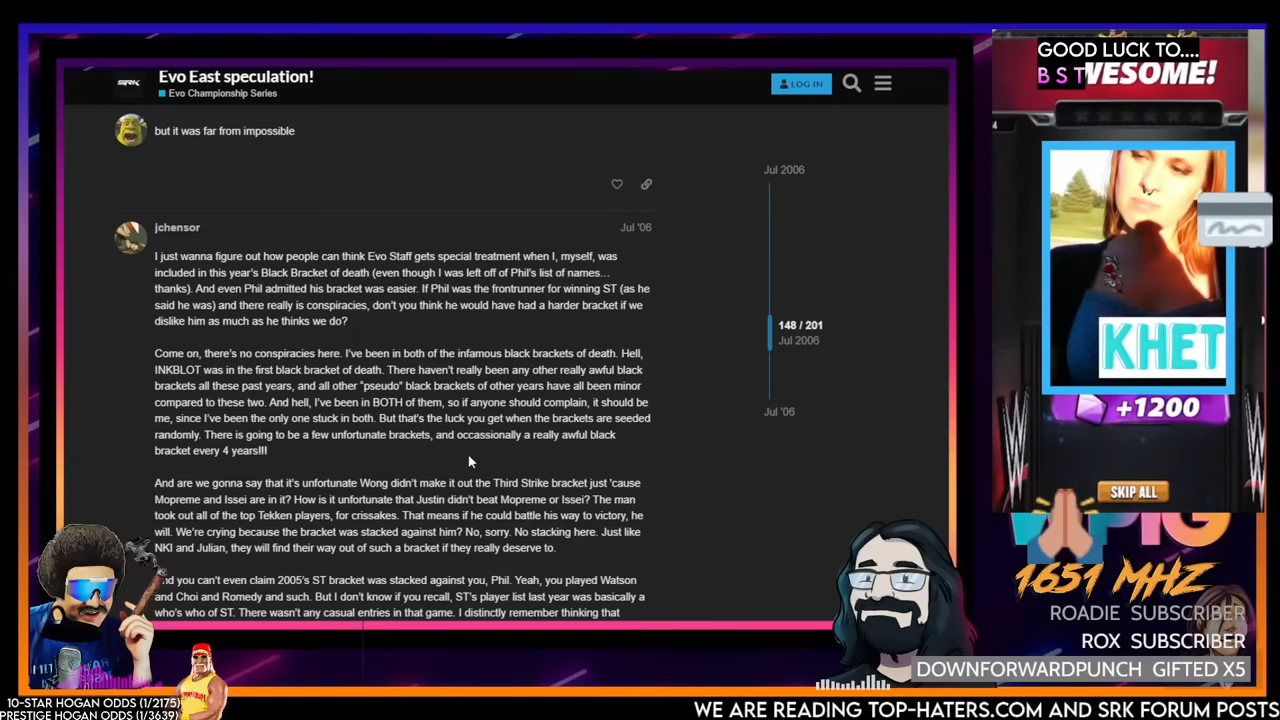 GOOD LUCK TO....
B S T
WESOME!
SRK
Evo East speculation!
Evo Championship Series
LOG IN
but it was far from impossible
Jul 2006
jchensor
Jul '06
I just wanna figure out how people can think Evo Staff gets special treatment when I, myself, was
included in this year's Black Bracket of death (even though I was left off of Phil's list of names…
thanks). And even Phil admitted his bracket was easier. If Phil was the frontrunner for winning ST (as he
said he was) and there really is conspiracies, don't you think he would have had a harder bracket if we
dislike him as much as he thinks we do?
148 / 201
Jul 2006
Come on, there's no conspiracies here. I've been in both of the infamous black brackets of death. Hell,
INKBLOT was in the first black bracket of death. There haven't really been any other really awful black
brackets all these past years, and all other "pseudo" black brackets of other years have all been minor
compared to these two. And hell, I've been in BOTH of them, so if anyone should complain, it should be
me, since I've been the only one stuck in both. But that's the luck you get when the brackets are seeded
randomly. There is going to be a few unfortunate brackets, and occassionally a really awful black
bracket every 4 years!!!
Jul '06
And are we gonna say that it's unfortunate Wong didn't make it out the Third Strike bracket just 'cause
Mopreme and Issei are in it? How is it unfortunate that Justin didn't beat Mopreme or Issei? The man
took out all of the top Tekken players, for crissakes. That means if he could battle his way to victory, he
will. We're crying because the bracket was stacked against him? No, sorry. No stacking here. Just like
NKI and Julian, they will find their way out of such a bracket if they really deserve to.
nd you can't even claim 2005's ST bracket was stacked against you, Phil. Yeah, you played Watson
and Choi and Romedy and such. But I don't know if you recall, ST's player list last year was basically a
who's who of ST. There wasn't any casual entries in that game. I distinctly remember thinking that
4
KHET
+1200
SKIP ALL
1651 MHZ
ROADIE SUBSCRIBER
ROX SUBSCRIBER
DOWNFORWARDPUNCH GIFTED X5
10-STAR HOGAN ODDS (1/2175)
PRESTIGE HOGAN ODDS (1/3639)
WE ARE READING TOP-HATERS.COM AND SRK FORUM POSTS